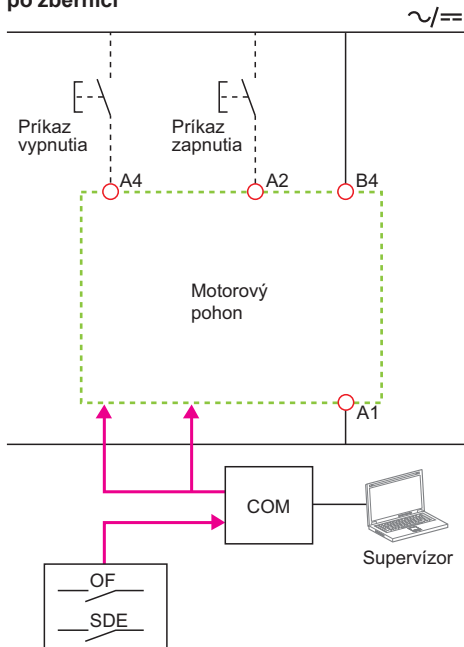 po zbernici
Príkaz
vypnutia
Príkaz
zapnutia
A4
A2
B4
Motorový
pohon
A1
COM
Supervízor
OF
SDE